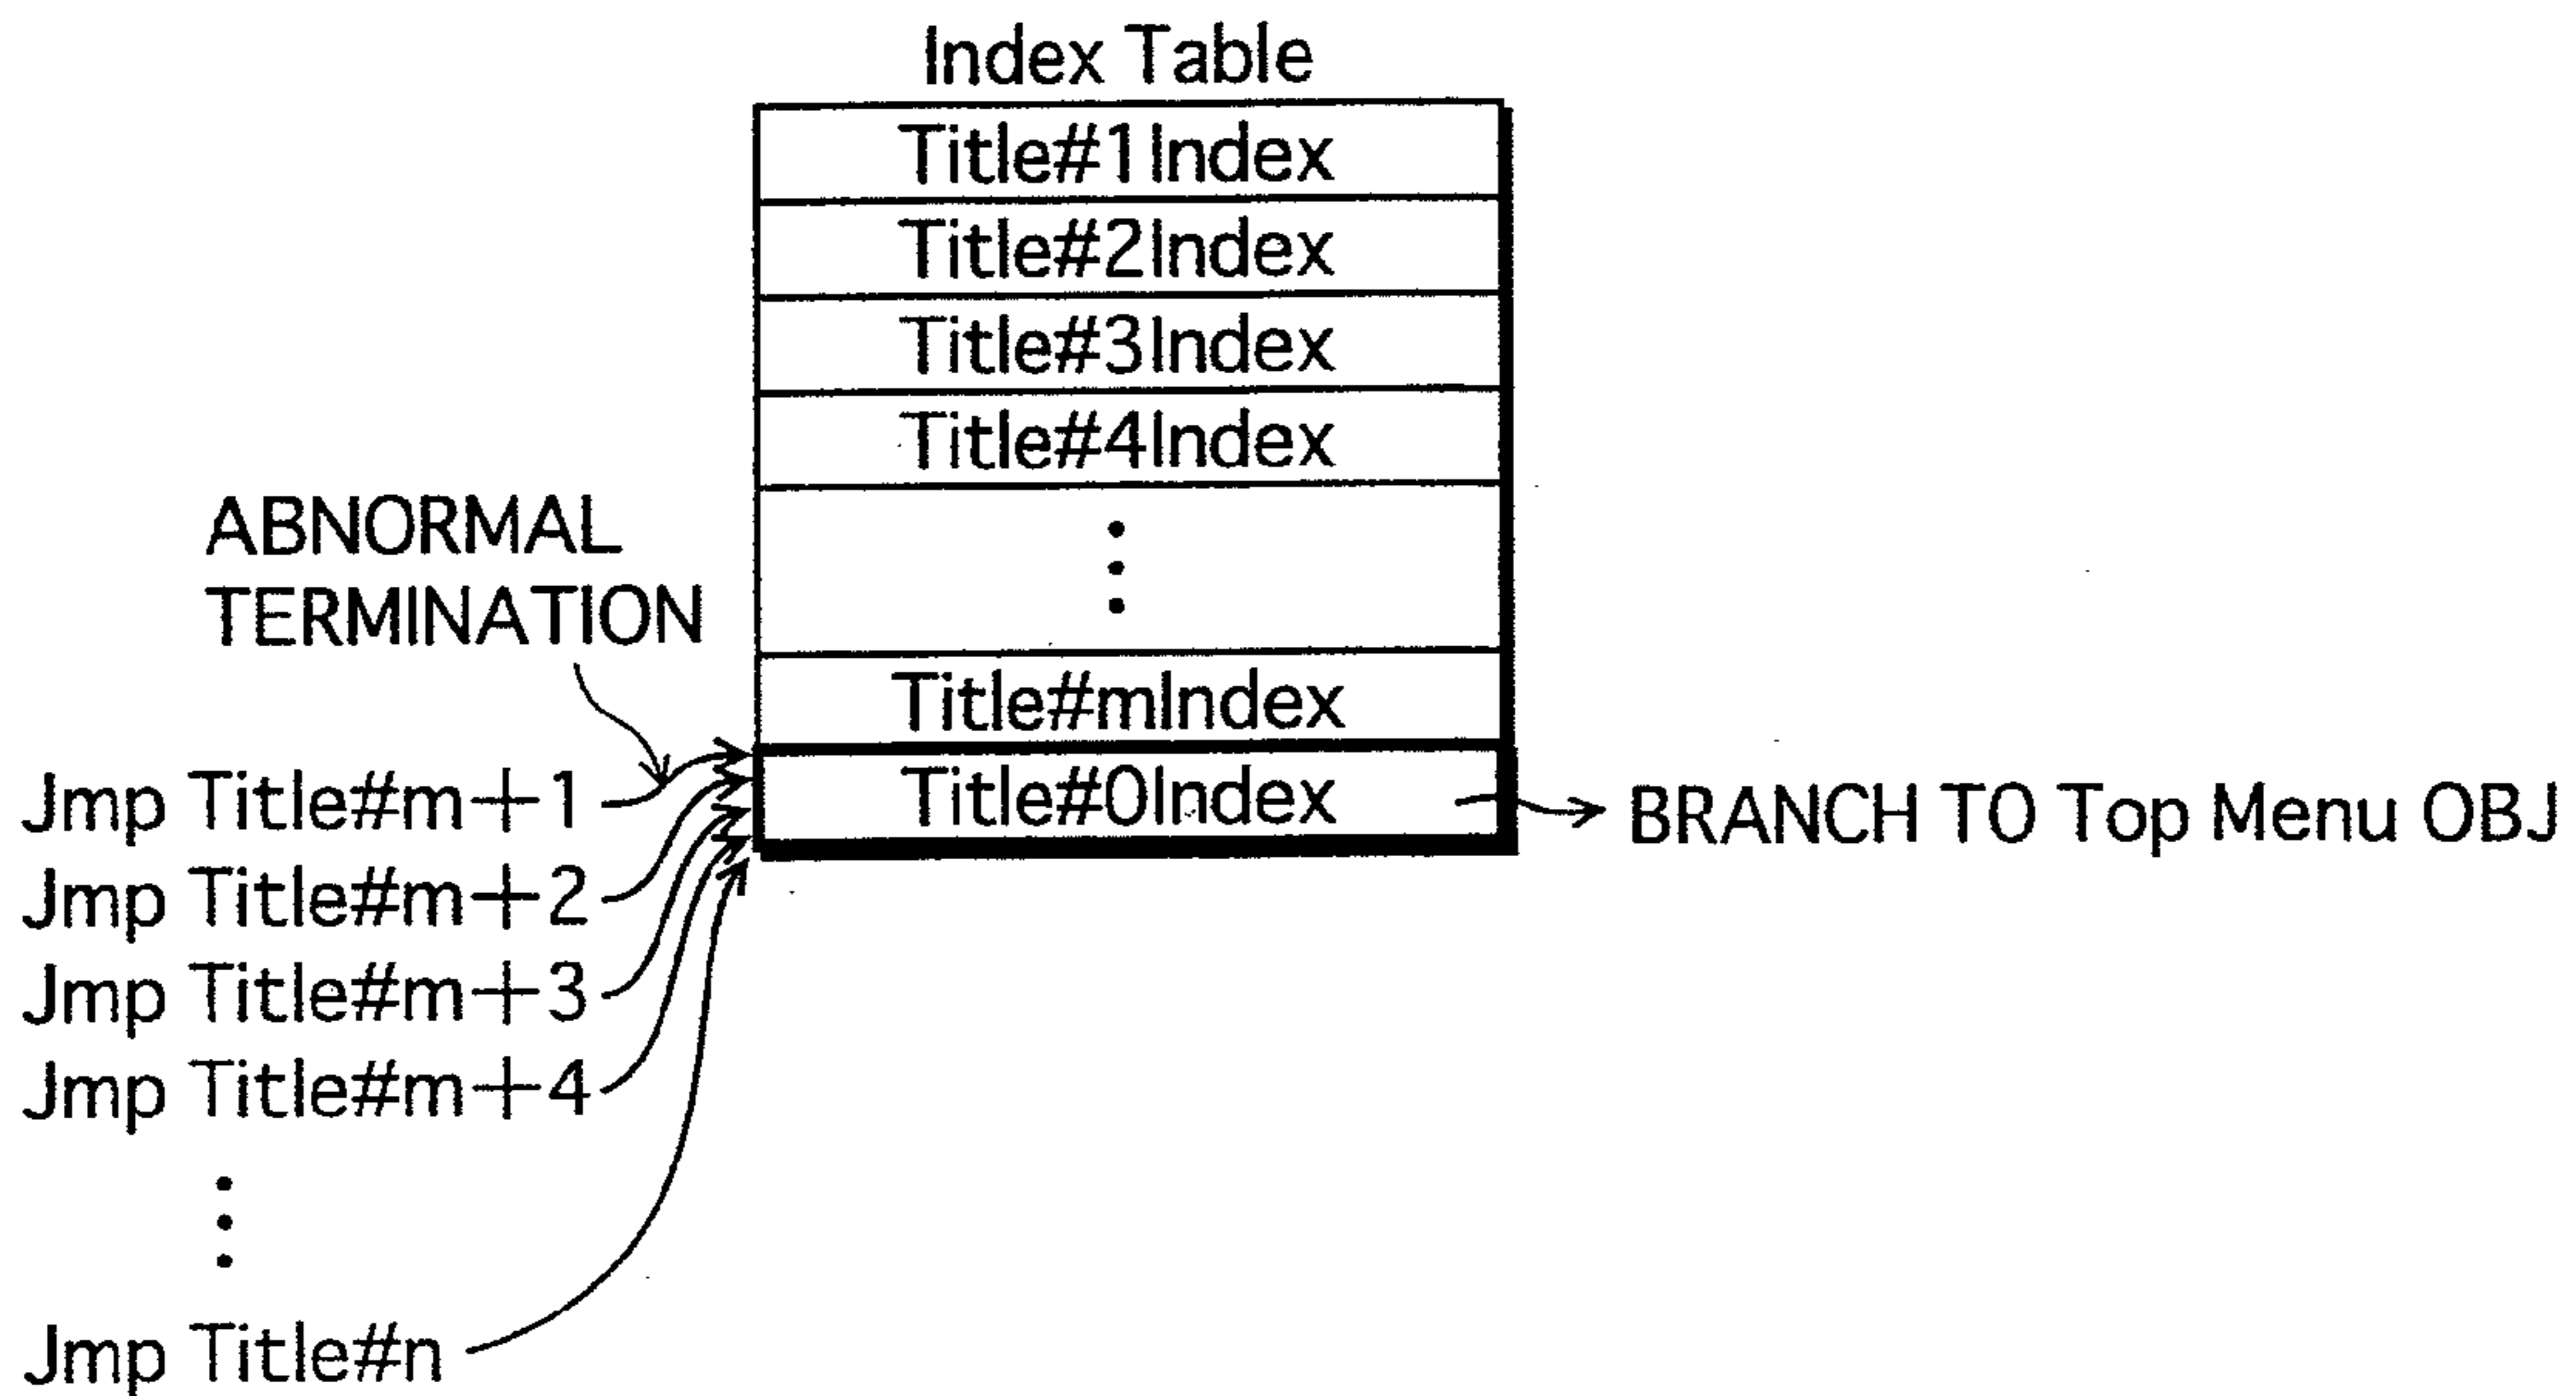 Index Table
Title#1Index
Title#2Index
Title#3Index
Title#4Index
ABNORMAL
TERMINATION
Title#mIndex
Jmp Title#m+1
Title#0Index
BRANCH TO Top Menu OBJ
Jmp Title#m+2
Jmp Title#m+3
Jmp Title#m+4
Jmp Title#n